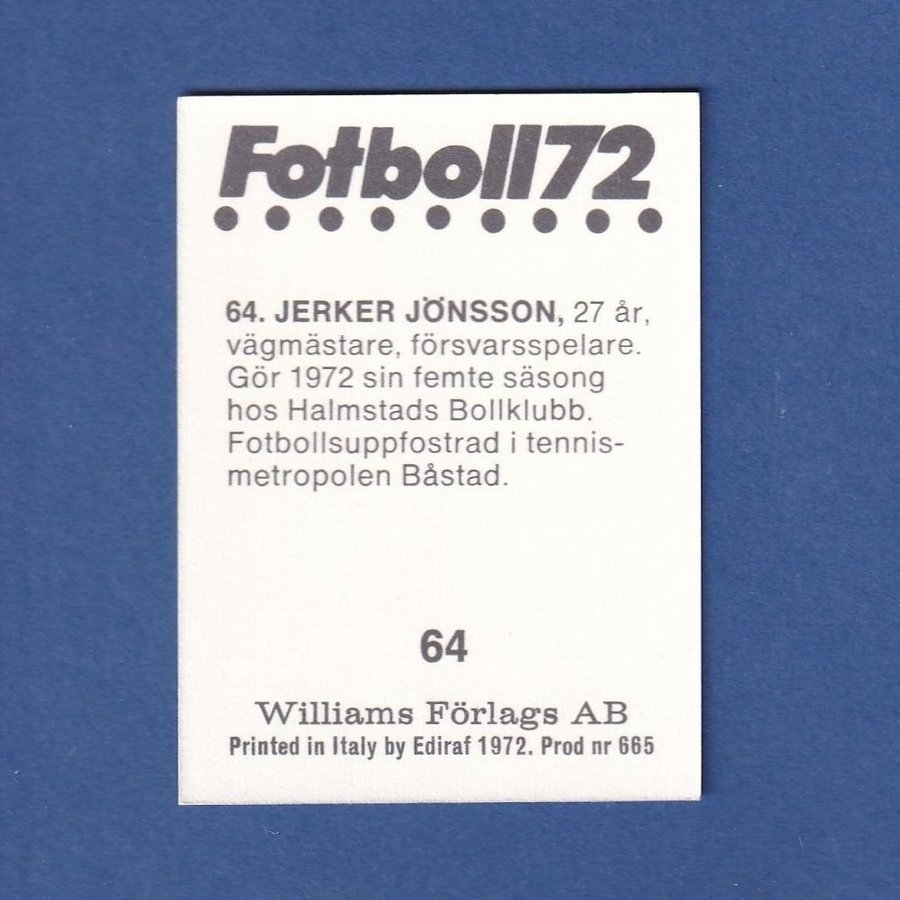 Fotboll72
64. JERKER JÖNSSON, 27 år,
vägmästare, försvarsspelare.
Gör 1972 sin femte säsong
hos Halmstads Bollklubb.
Fotbollsuppfostrad i tennis-
metropolen Båstad.
64
Williams Förlags AB
Printed in Italy by Ediraf 1972. Prod nr 665